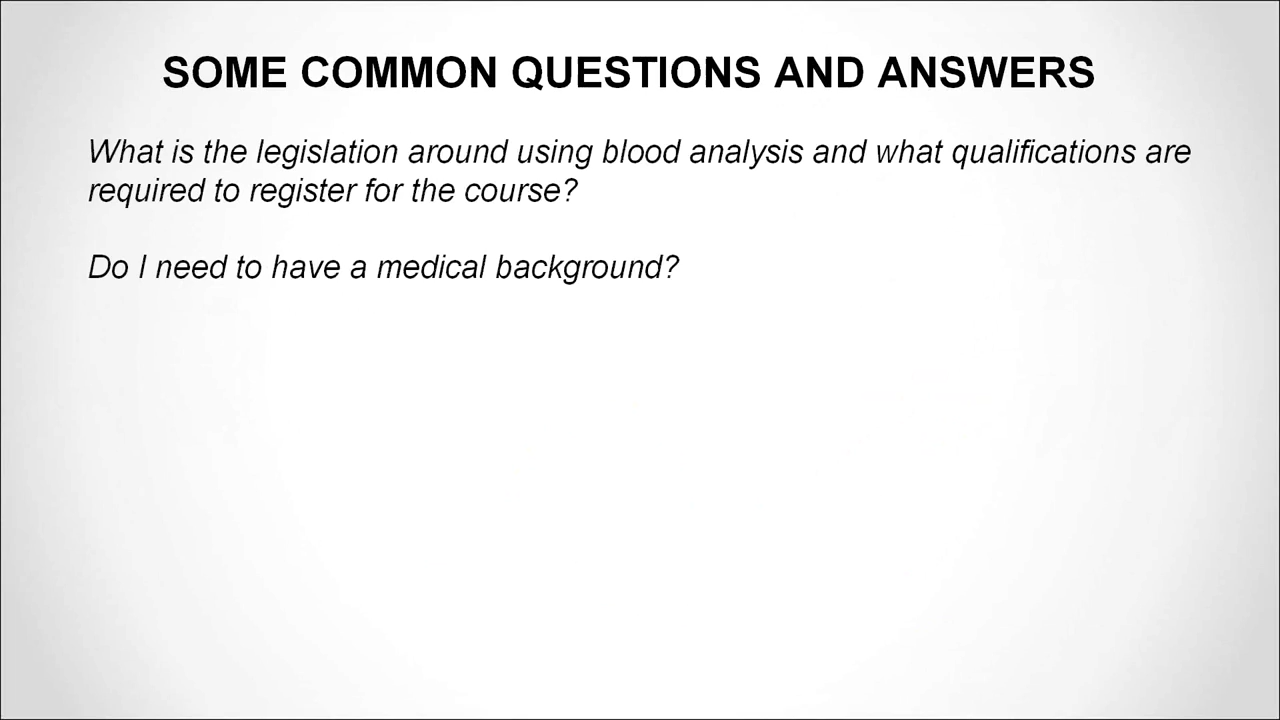 SOME COMMON QUESTIONS AND ANSWERS
What is the legislation around using blood analysis and what qualifications are
required to register for the course?
Do I need to have a medical background?